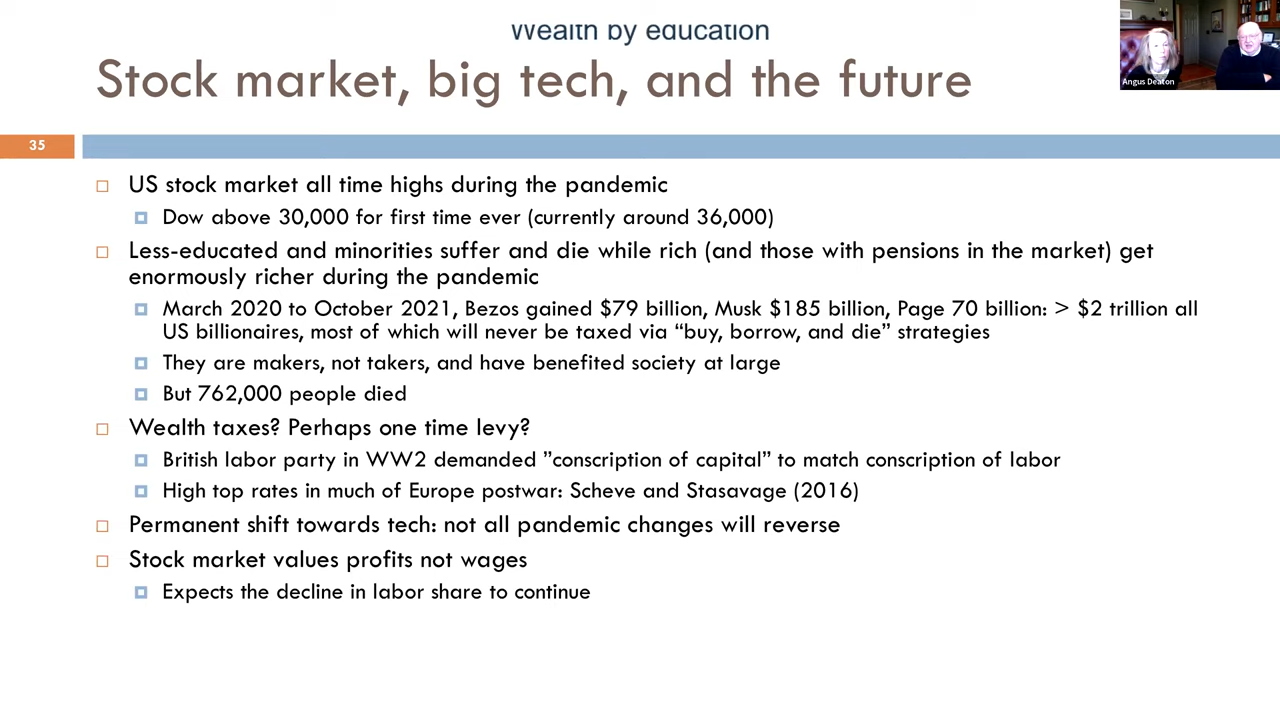 Wealth by education
Stock market, big tech, and the future
Angus Deaton
35
US stock market all time highs during the pandemic
Dow above 30,000 for first time ever (currently around 36,000)
Less-educated and minorities suffer and die while rich (and those with pensions in the market) get
enormously richer during the pandemic
March 2020 to October 2021, Bezos gained $79 billion, Musk $185 billion, Page 70 billion: > $2 trillion all
US billionaires, most of which will never be taxed via “buy, borrow, and die” strategies
They are makers, not takers, and have benefited society at large
But 762,000 people died
Wealth taxes? Perhaps one time levy?
British labor party in WW2 demanded ”conscription of capital” to match conscription of labor
High top rates in much of Europe postwar: Scheve and Stasavage (2016)
Permanent shift towards tech: not all pandemic changes will reverse
Stock market values profits not wages
Expects the decline in labor share to continue